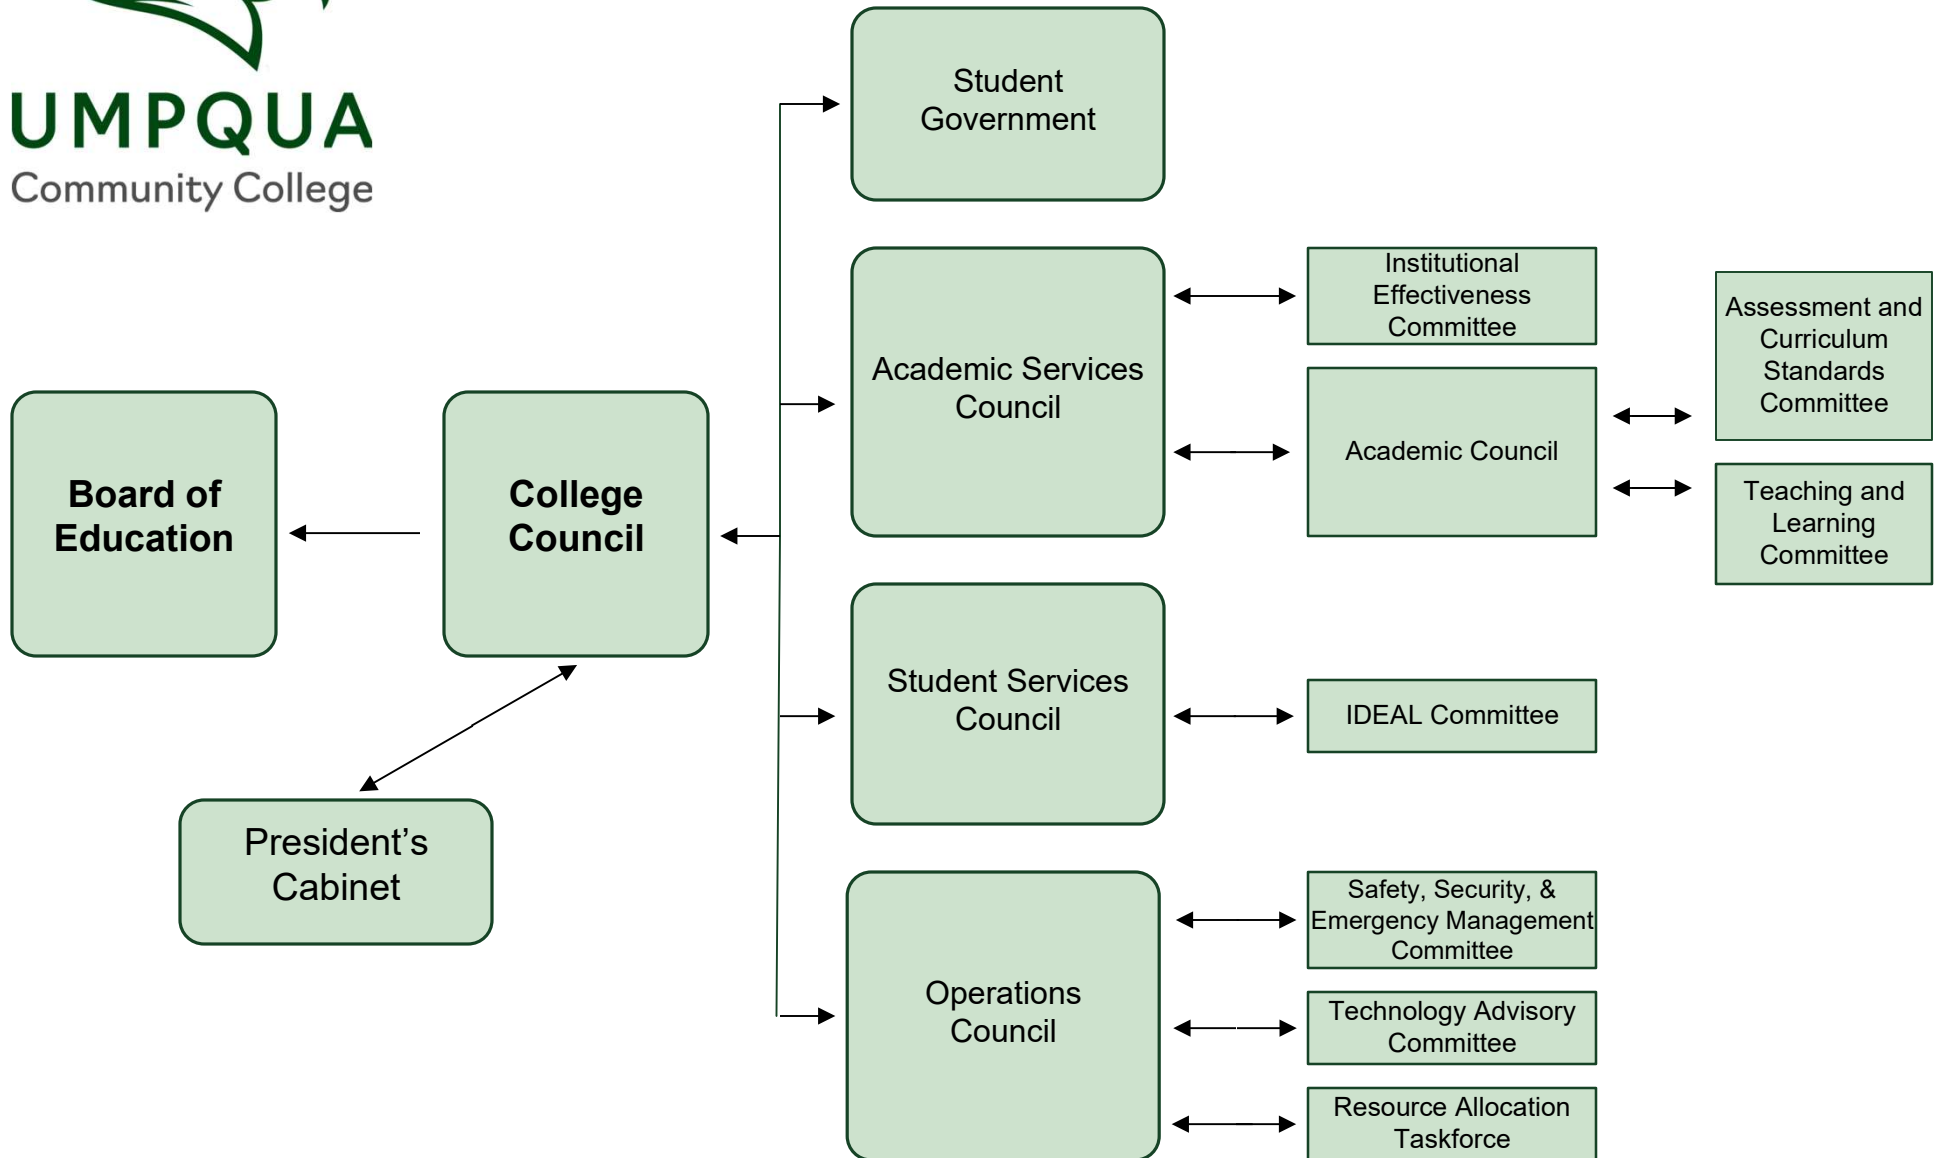 UMPQUA
Community College
Student
Government
Academic Services
Council
Institutional
Effectiveness
Committee
Academic Council
Assessment and
Curriculum
Standards
Committee
Teaching and
Learning
Committee
Board of
Education
College
Council
President’s
Cabinet
Student Services
Council
IDEAL Committee
Operations
Council
Safety, Security, &
Emergency Management
Committee
Technology Advisory
Committee
Resource Allocation
Taskforce